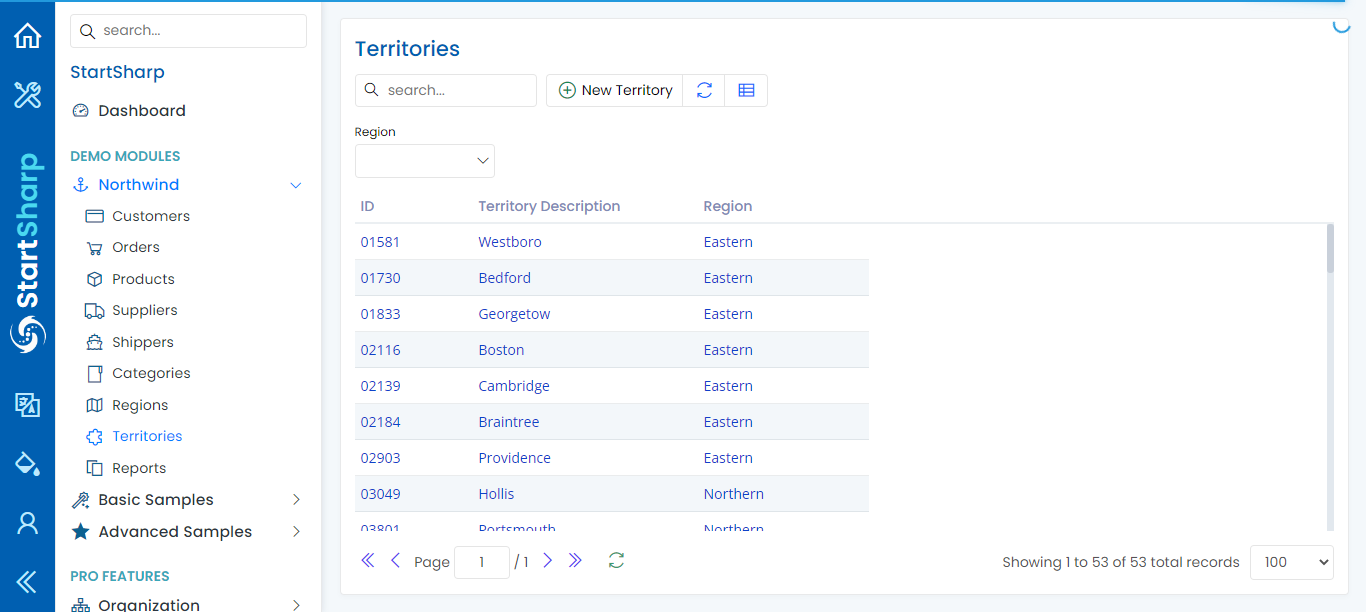 search...
StartSharp
Dashboard
DEMO MODULES
Northwind
Customers
Orders
Products
Suppliers
Shippers
Categories
Regions
Territories
Reports
Basic Samples
Advanced Samples
PRO FEATURES
Organization
StartSharp
Territories
search...
New Territory
Region
ID Territory Description Region
01581 Westboro Eastern
01730 Bedford Eastern
01833 Georgetow Eastern
02116 Boston Eastern
02139 Cambridge Eastern
02184 Braintree Eastern
02903 Providence Eastern
03049 Hollis Northern
03801 Portsmouth Northern
Page 1 / 1
Showing 1 to 53 of 53 total records 100